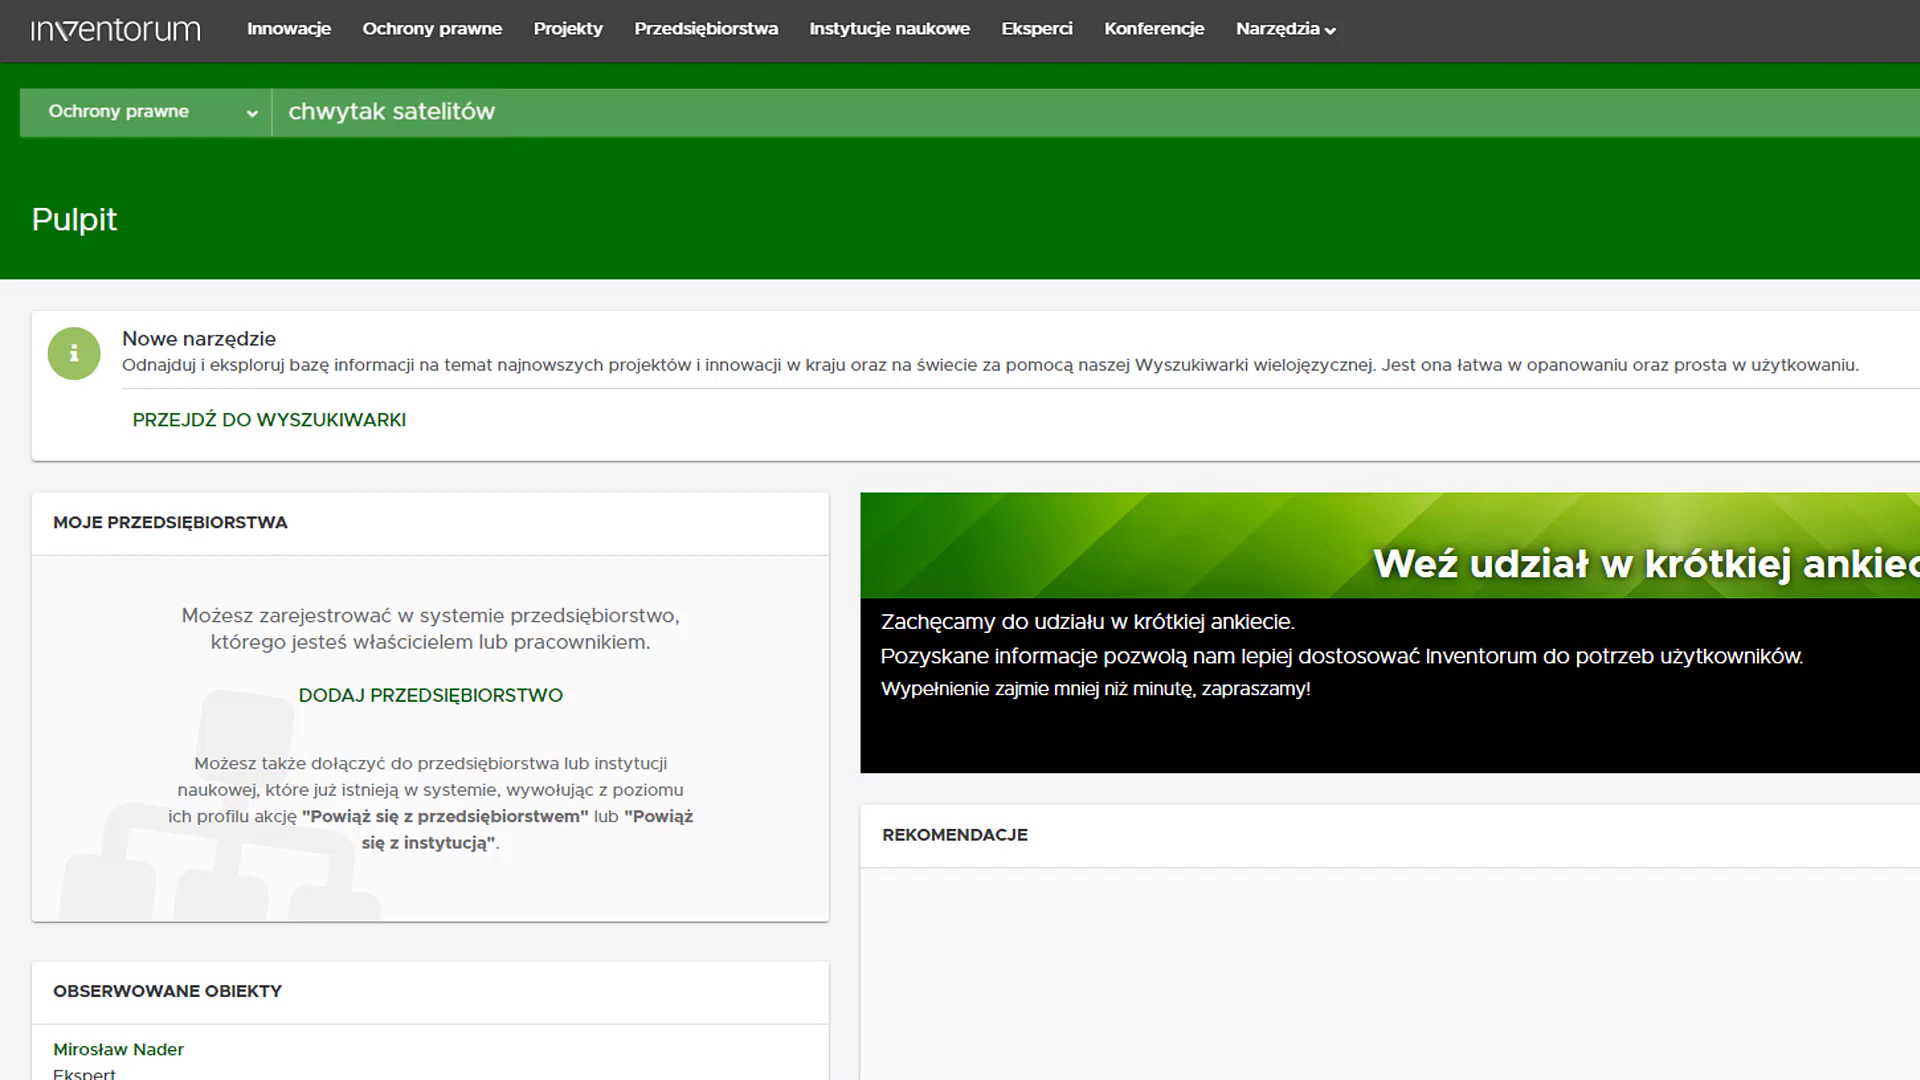 inventorum Innowacje Ochrony prawne Projekty Przedsiębiorstwa Instytucje naukowe Eksperci Konferencje Narzędzia
Ochrony prawne chwytak satelitów
Pulpit
Nowe narzędzie
Odnajduj i eksploruj bazę informacji na temat najnowszych projektów i innowacji w kraju oraz na świecie za pomocą naszej Wyszukiwarki wielojęzycznej. Jest ona łatwa w opanowaniu oraz prosta w użytkowaniu.
PRZEJDŹ DO WYSZUKIWARKI
MOJE PRZEDSIĘBIORSTWA
Możesz zarejestrować w systemie przedsiębiorstwo,
którego jesteś właścicielem lub pracownikiem.
DODAJ PRZEDSIĘBIORSTWO
Możesz także dołączyć do przedsiębiorstwa lub instytucji
naukowej, które już istnieją w systemie, wywołując z poziomu
ich profilu akcję "Powiąż się z przedsiębiorstwem" lub "Powiąż
się z instytucją".
OBSERWOWANE OBIEKTY
Mirosław Nader
Ekspert
Weź udział w krótkiej ankiec
Zachęcamy do udziału w krótkiej ankiecie.
Pozyskane informacje pozwolą nam lepiej dostosować Inventorum do potrzeb użytkowników.
Wypełnienie zajmie mniej niż minutę, zapraszamy!
REKOMENDACJE